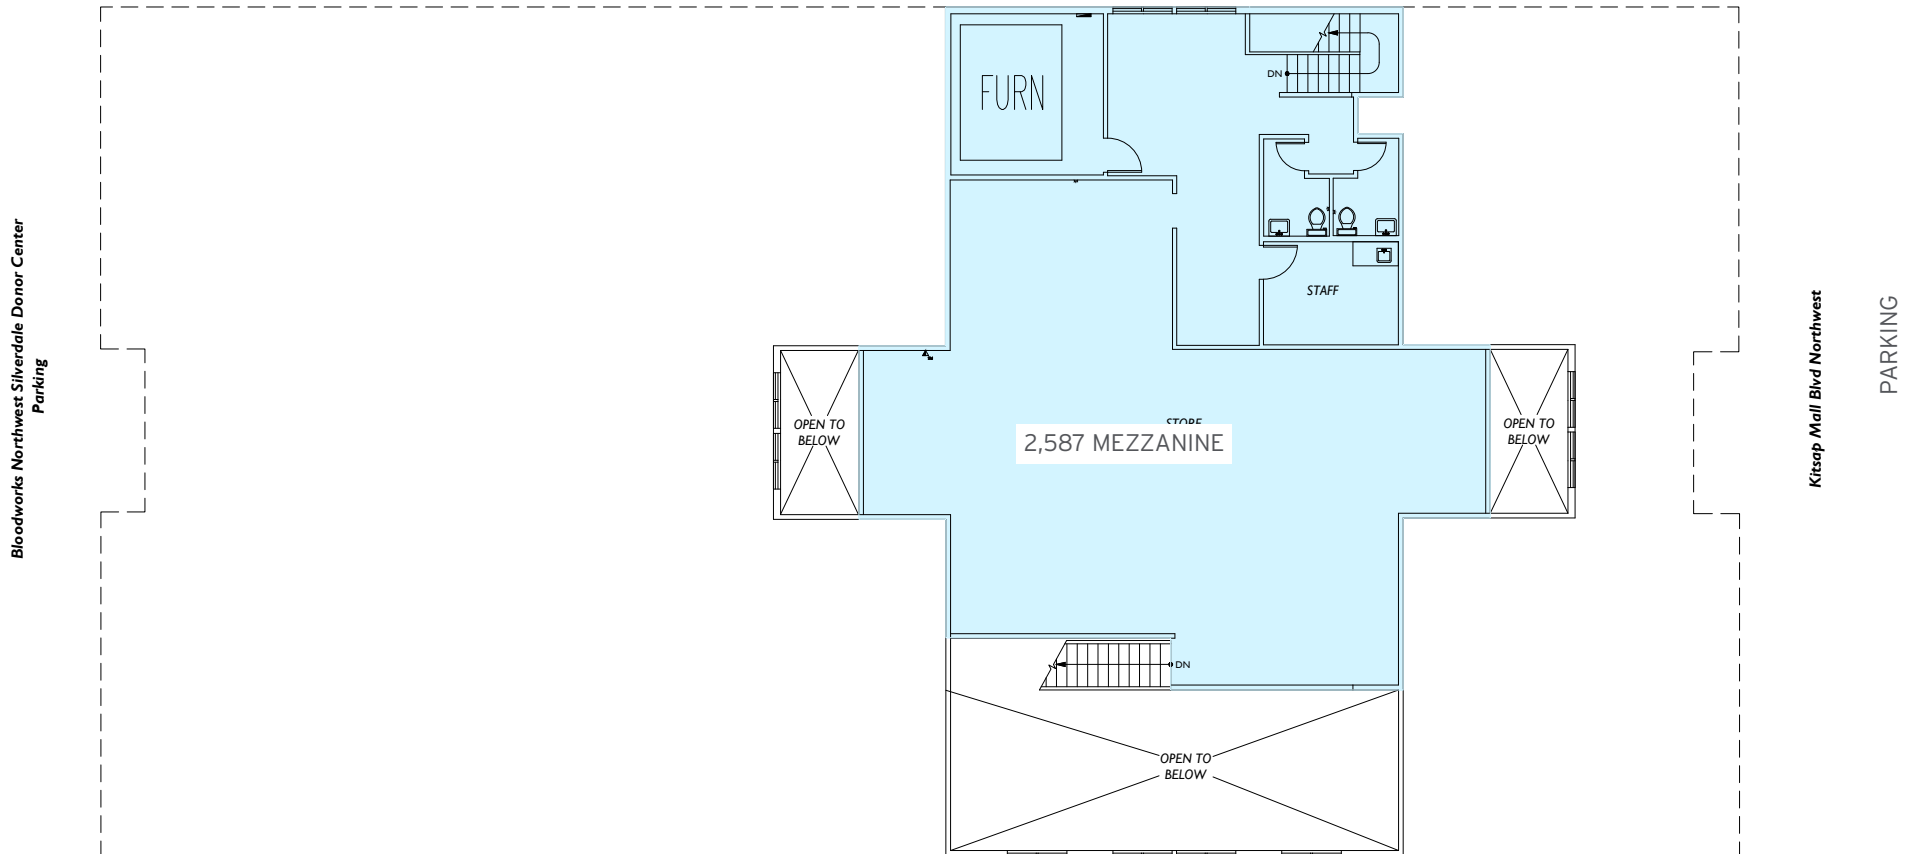 FURN
DN
Bloodworks Northwest Silverdale Donor Center
Parking
STAFF
Kitsap Mall Blvd Northwest
PARKING
OPEN TO
BELOW
STORE
2,587 MEZZANINE
OPEN TO
BELOW
DN
OPEN TO
BELOW